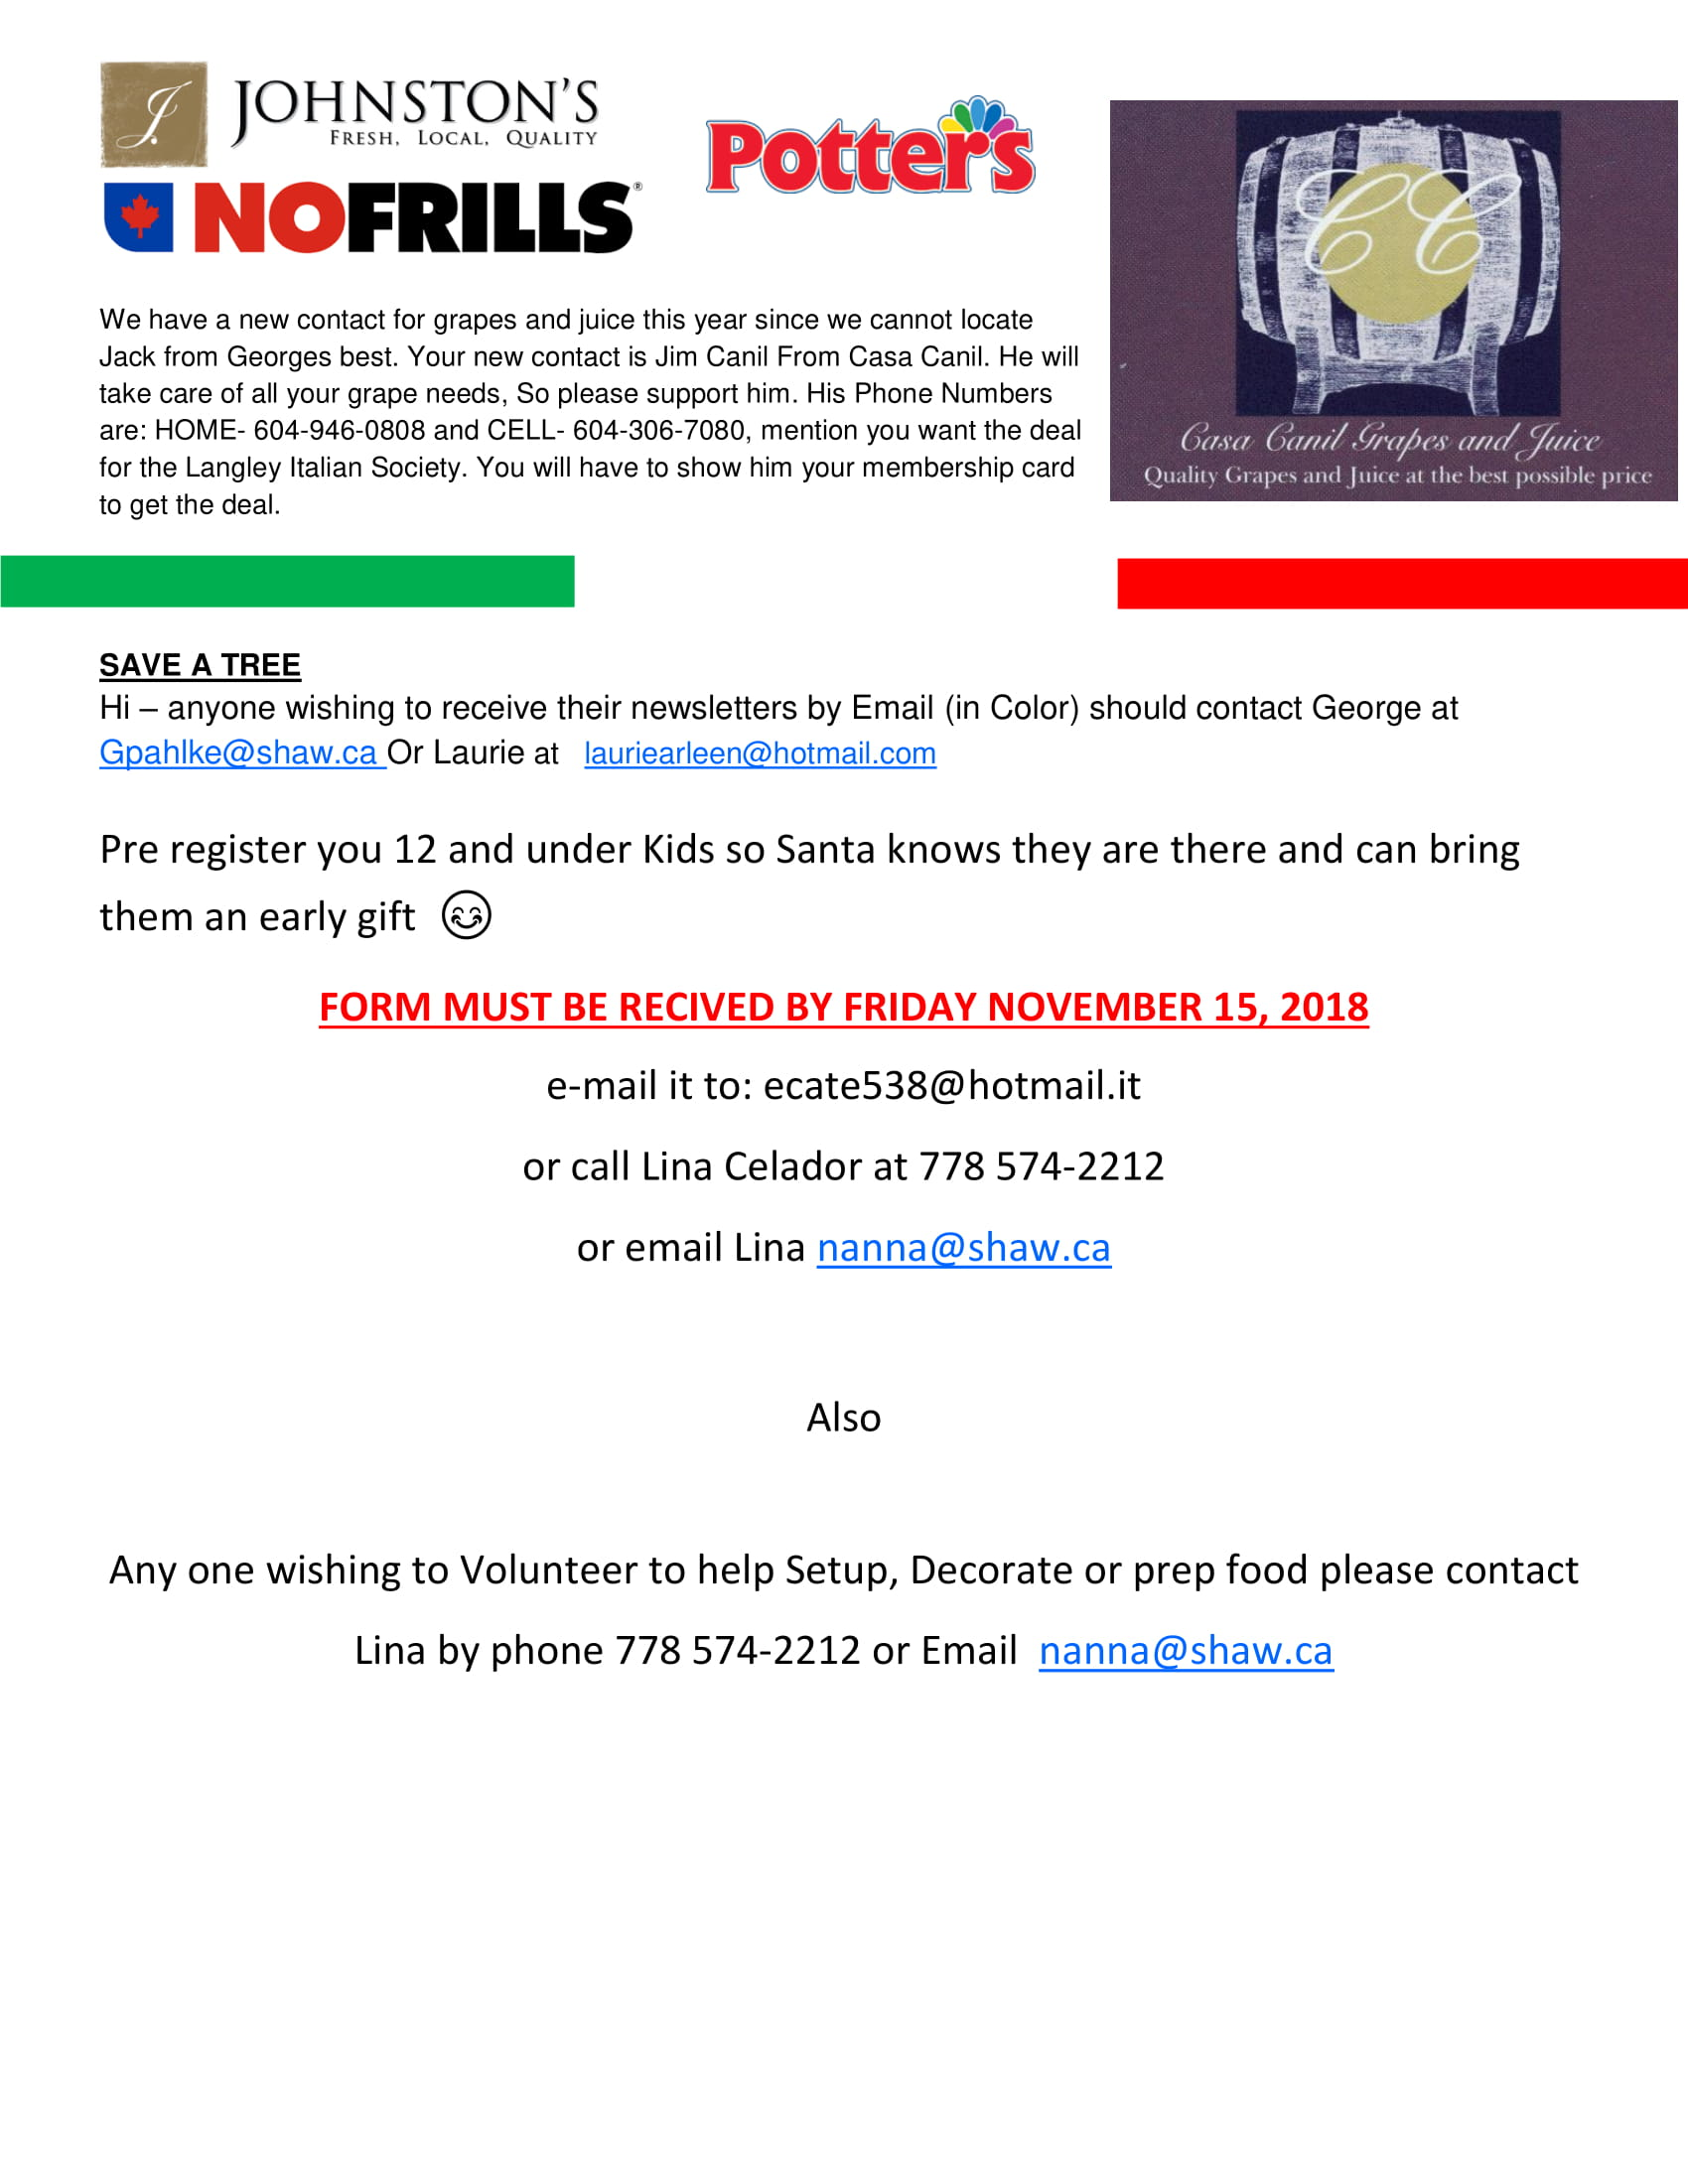 J.
JOHNSTON'S
FRESH, LOCAL, QUALITY
NOFRILLS®
Potter's
CC
Casa Canil Grapes and Juice
Quality Grapes and Juice at the best possible price
We have a new contact for grapes and juice this year since we cannot locate
Jack from Georges best. Your new contact is Jim Canil From Casa Canil. He will
take care of all your grape needs, So please support him. His Phone Numbers
are: HOME- 604-946-0808 and CELL- 604-306-7080, mention you want the deal
for the Langley Italian Society. You will have to show him your membership card
to get the deal.
SAVE A TREE
Hi – anyone wishing to receive their newsletters by Email (in Color) should contact George at
Gpahlke@shaw.ca Or Laurie at lauriearleen@hotmail.com
Pre register you 12 and under Kids so Santa knows they are there and can bring
them an early gift 😊
FORM MUST BE RECIVED BY FRIDAY NOVEMBER 15, 2018
e-mail it to: ecate538@hotmail.it
or call Lina Celador at 778 574-2212
or email Lina nanna@shaw.ca
Also
Any one wishing to Volunteer to help Setup, Decorate or prep food please contact
Lina by phone 778 574-2212 or Email nanna@shaw.ca